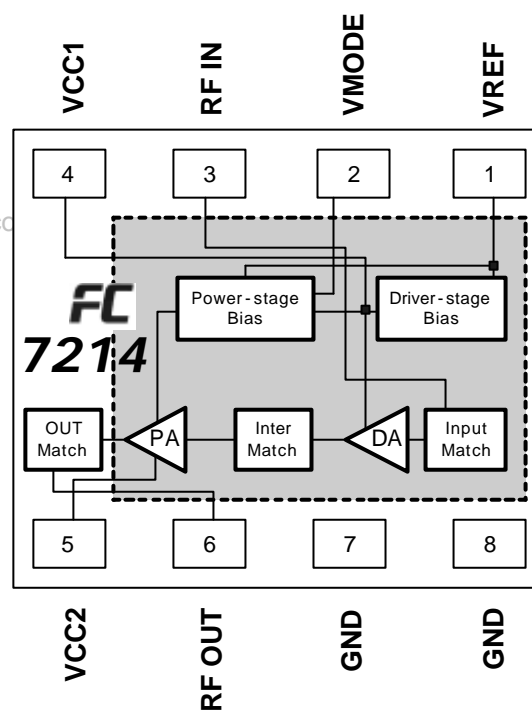 VCC1
RF IN
VMODE
VREF
4
3
2
1
Power-stage
Bias
Driver-stage
Bias
FC
7214
OUT
Match
PA
Inter
Match
DA
Input
Match
5
6
7
8
VCC2
RF OUT
GND
GND